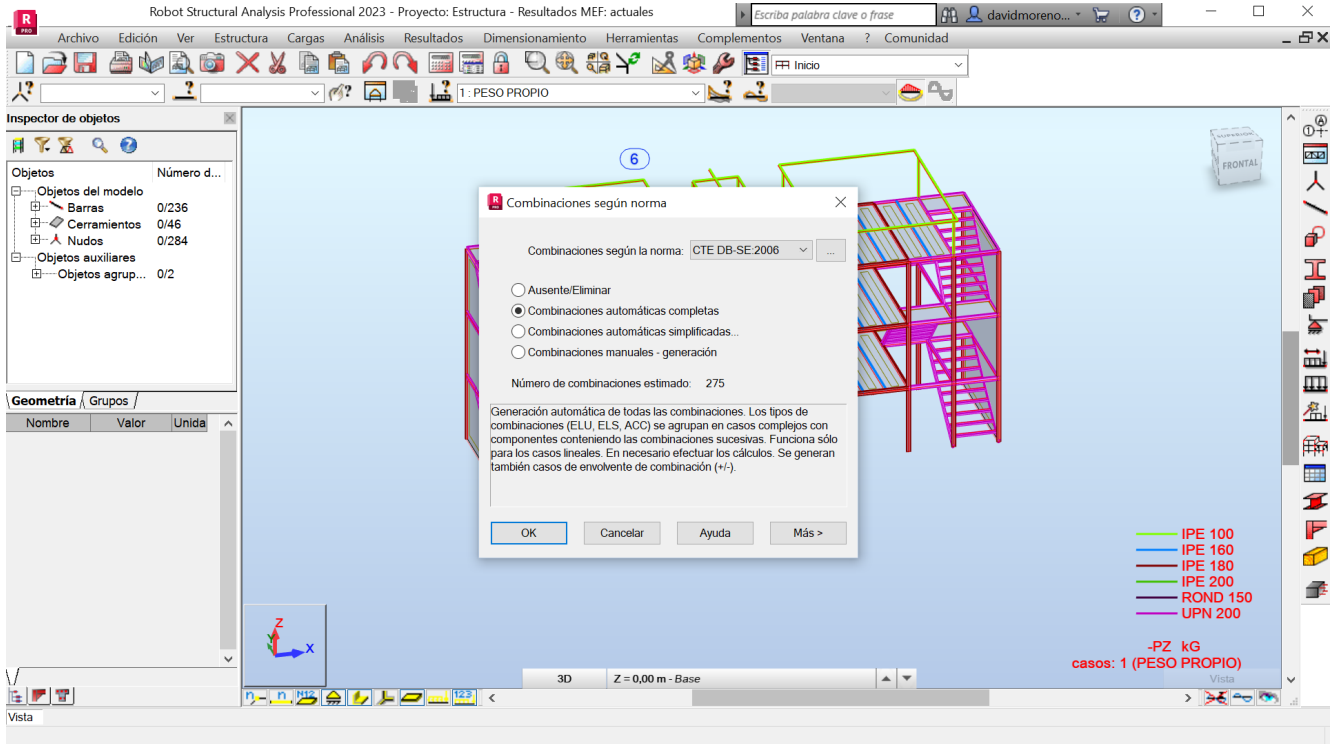 R
PRO
Robot Structural Analysis Professional 2023 - Proyecto: Estructura - Resultados MEF: actuales
Escriba palabra clave o frase
davidmoreno...
?
Archivo Edición Ver Estructura Cargas Análisis Resultados Dimensionamiento Herramientas Complementos Ventana ? Comunidad
Inicio
1 : PESO PROPIO
Inspector de objetos
Objetos Número d...
Objetos del modelo
Barras 0/236
Cerramientos 0/46
Nudos 0/284
Objetos auxiliares
Objetos agrup... 0/2
Geometría Grupos
Nombre Valor Unida
6
SUPERIOR
FRONTAL
Combinaciones según norma
Combinaciones según la norma: CTE DB-SE:2006 ...
Ausente/Eliminar
Combinaciones automáticas completas
Combinaciones automáticas simplificadas...
Combinaciones manuales - generación
Número de combinaciones estimado: 275
Generación automática de todas las combinaciones. Los tipos de
combinaciones (ELU, ELS, ACC) se agrupan en casos complejos con
componentes conteniendo las combinaciones sucesivas. Funciona sólo
para los casos lineales. En necesario efectuar los cálculos. Se generan
también casos de envolvente de combinación (+/-).
OK Cancelar Ayuda Más >
IPE 100
IPE 160
IPE 180
IPE 200
ROND 150
UPN 200
-PZ kG
casos: 1 (PESO PROPIO)
Vista
Z
Y
X
3D Z = 0,00 m - Base
Vista